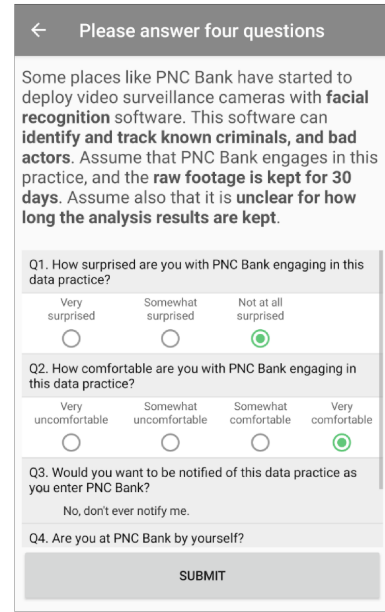 Please answer four questions
Some places like PNC Bank have started to
deploy video surveillance cameras with facial
recognition software. This software can
identify and track known criminals, and bad
actors. Assume that PNC Bank engages in this
practice, and the raw footage is kept for 30
days. Assume also that it is unclear for how
long the analysis results are kept.
Q1. How surprised are you with PNC Bank engaging in this
data practice?
Very surprised
Somewhat surprised
Not at all surprised
Q2. How comfortable are you with PNC Bank engaging in
this data practice?
Very uncomfortable
Somewhat uncomfortable
Somewhat comfortable
Very comfortable
Q3. Would you want to be notified of this data practice as
you enter PNC Bank?
No, don't ever notify me.
Q4. Are you at PNC Bank by yourself?
SUBMIT